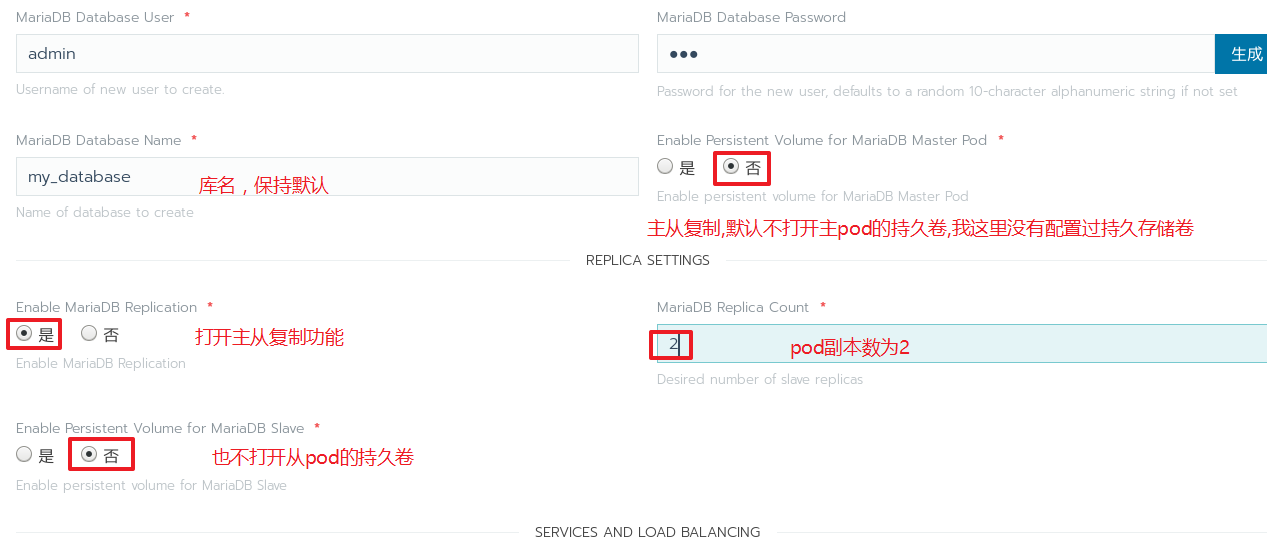 MariaDB Database User *
MariaDB Database Password
admin
●●●
生成
Username of new user to create.
Password for the new user, defaults to a random 10-character alphanumeric string if not set
MariaDB Database Name *
Enable Persistent Volume for MariaDB Master Pod *
my_database
库名，保持默认
是 否
Name of database to create
Enable persistent volume for MariaDB Master Pod
主从复制,默认不打开主pod的持久卷,我这里没有配置过持久存储卷
REPLICA SETTINGS
Enable MariaDB Replication *
MariaDB Replica Count *
是 否
打开主从复制功能
2
pod副本数为2
Enable MariaDB Replication
Desired number of slave replicas
Enable Persistent Volume for MariaDB Slave *
是 否
也不打开从pod的持久卷
Enable persistent volume for MariaDB Slave
SERVICES AND LOAD BALANCING